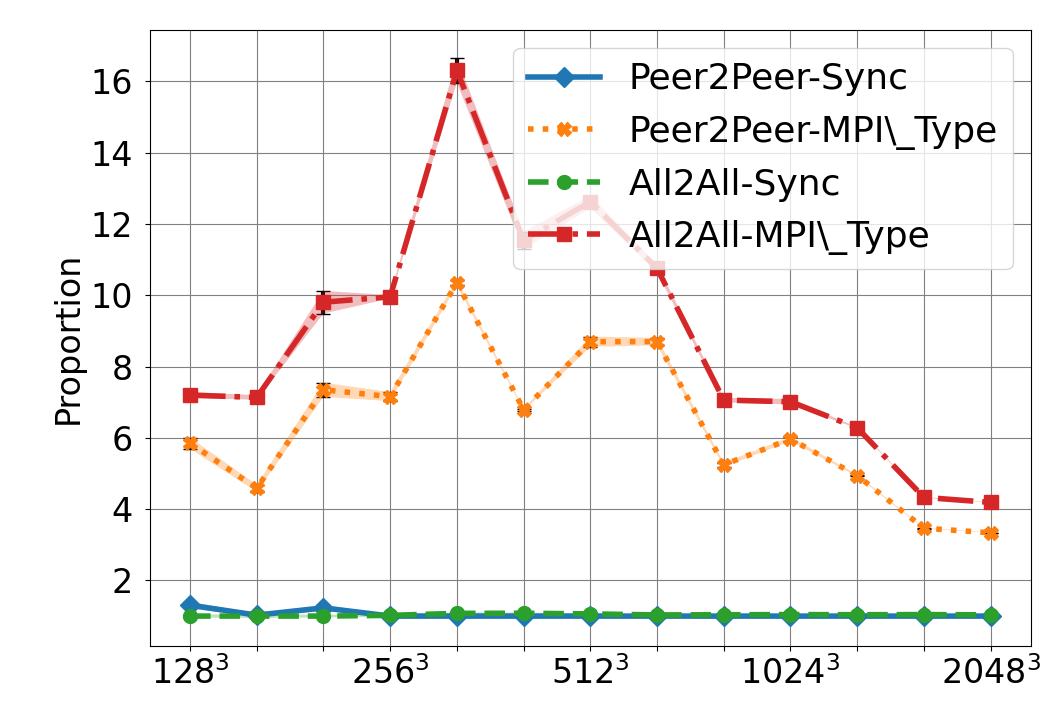 Proportion
16
14
12
10
8
6
4
2
Peer2Peer-Sync
Peer2Peer-MPI\_Type
All2All-Sync
All2All-MPI\_Type
128³ 256³ 512³ 1024³ 2048³